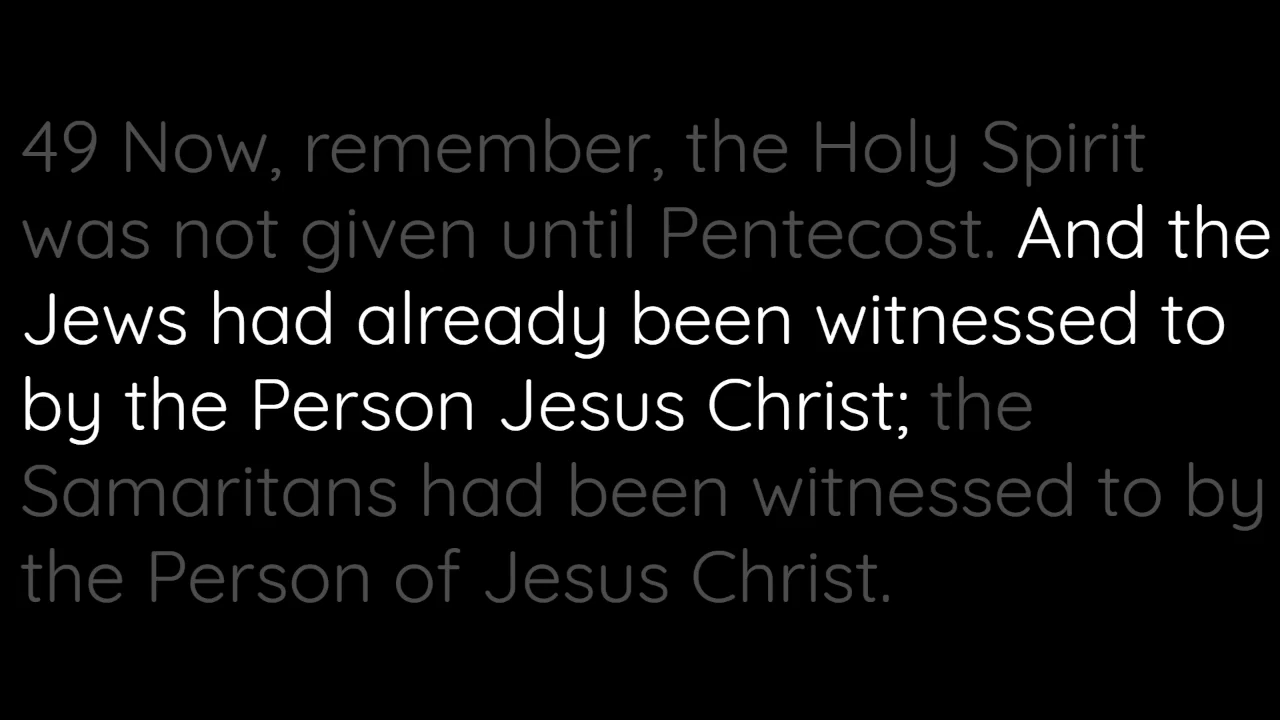 49 Now, remember, the Holy Spirit
was not given until Pentecost. And the
Jews had already been witnessed to
by the Person Jesus Christ; the
Samaritans had been witnessed to by
the Person of Jesus Christ.